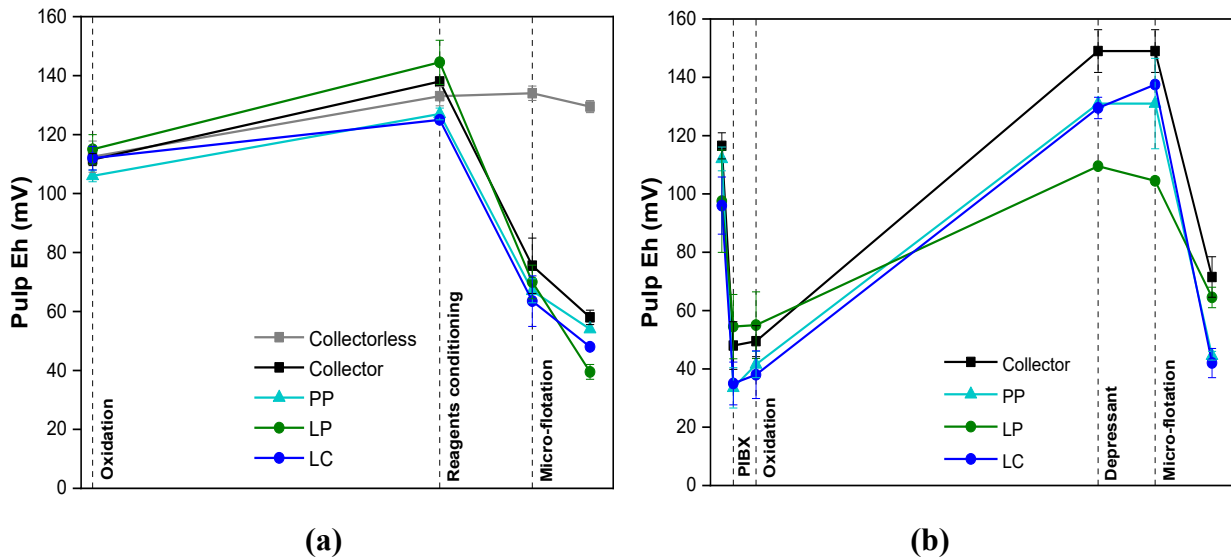 160
140
120
100
80
60
40
20
0
Pulp Eh (mV)
Oxidation
Reagents conditioning
Micro-flotation
Collectorless
Collector
PP
LP
LC
(a)
160
140
120
100
80
60
40
20
0
Pulp Eh (mV)
PIBX
Oxidation
Depressant
Micro-flotation
Collector
PP
LP
LC
(b)